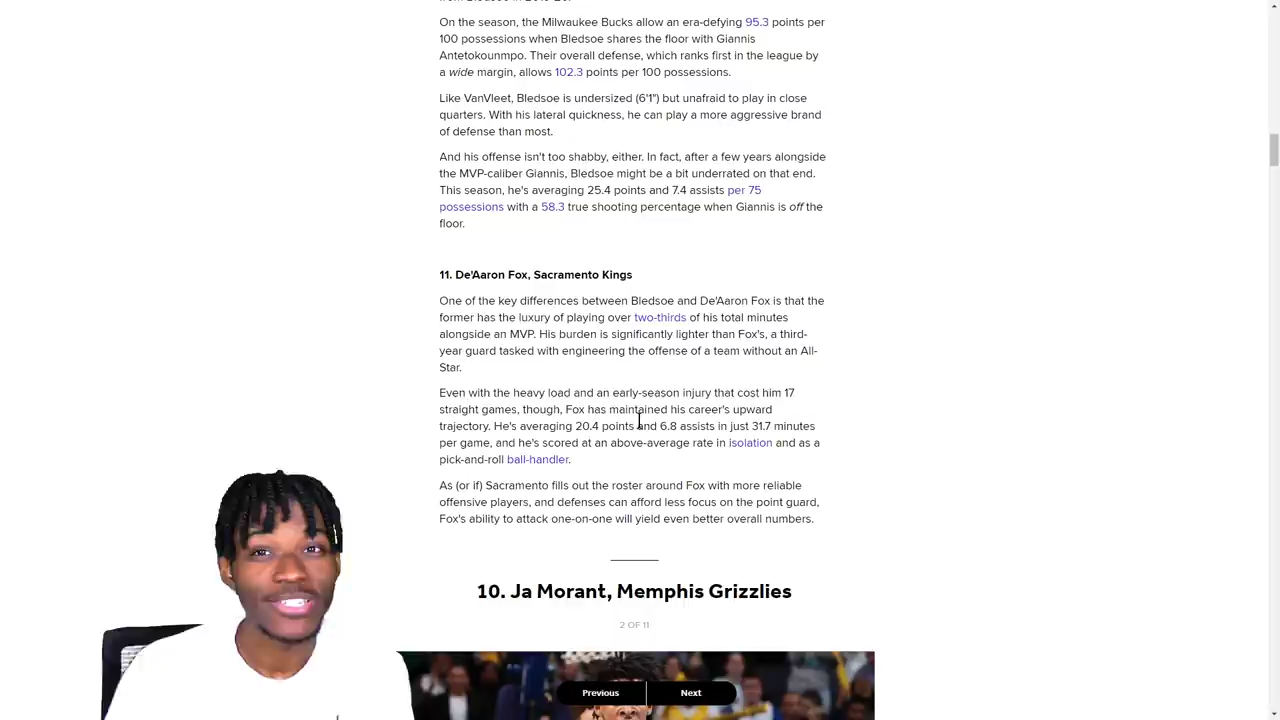 On the season, the Milwaukee Bucks allow an era-defying 95.3 points per
100 possessions when Bledsoe shares the floor with Giannis
Antetokounmpo. Their overall defense, which ranks first in the league by
a wide margin, allows 102.3 points per 100 possessions.
Like VanVleet, Bledsoe is undersized (6'1") but unafraid to play in close
quarters. With his lateral quickness, he can play a more aggressive brand
of defense than most.
And his offense isn't too shabby, either. In fact, after a few years alongside
the MVP-caliber Giannis, Bledsoe might be a bit underrated on that end.
This season, he's averaging 25.4 points and 7.4 assists per 75
possessions with a 58.3 true shooting percentage when Giannis is off the
floor.
11. De'Aaron Fox, Sacramento Kings
One of the key differences between Bledsoe and De'Aaron Fox is that the
former has the luxury of playing over two-thirds of his total minutes
alongside an MVP. His burden is significantly lighter than Fox's, a third-
year guard tasked with engineering the offense of a team without an All-
Star.
Even with the heavy load and an early-season injury that cost him 17
straight games, though, Fox has maintained his career's upward
trajectory. He's averaging 20.4 points and 6.8 assists in just 31.7 minutes
per game, and he's scored at an above-average rate in isolation and as a
pick-and-roll ball-handler.
As (or if) Sacramento fills out the roster around Fox with more reliable
offensive players, and defenses can afford less focus on the point guard,
Fox's ability to attack one-on-one will yield even better overall numbers.
10. Ja Morant, Memphis Grizzlies
2 OF 11
Previous Next